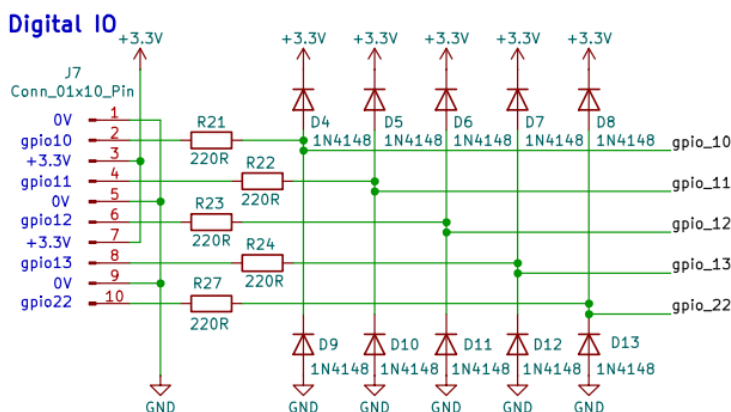 Digital IO
+3.3V +3.3V +3.3V +3.3V +3.3V +3.3V
J7
Conn_01x10_Pin
D4 D5 D6 D7 D8
0V 1
R21
1N4148 1N4148 1N4148 1N4148 1N4148
gpio10 2
gpio_10
220R
+3.3V 3
R22
gpio11 4
gpio_11
220R
0V 5
R23
gpio12 6
gpio_12
220R
+3.3V 7
R24
gpio13 8
gpio_13
220R
0V 9
R27
gpio22 10
gpio_22
220R
D9 D10 D11 D12 D13
1N4148 1N4148 1N4148 1N4148 1N4148
GND GND GND GND GND GND